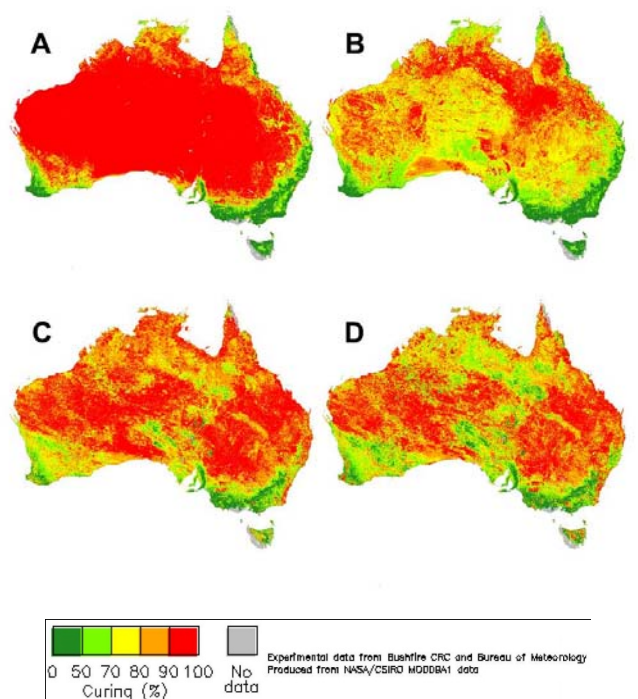 A
B
C
D
0 50 70 80 90 100
Curing (%)
No
data
Experimental data from Bushfire CRC and Bureau of Meteorology
Produced from NASA/CSIRO MODDBA1 data